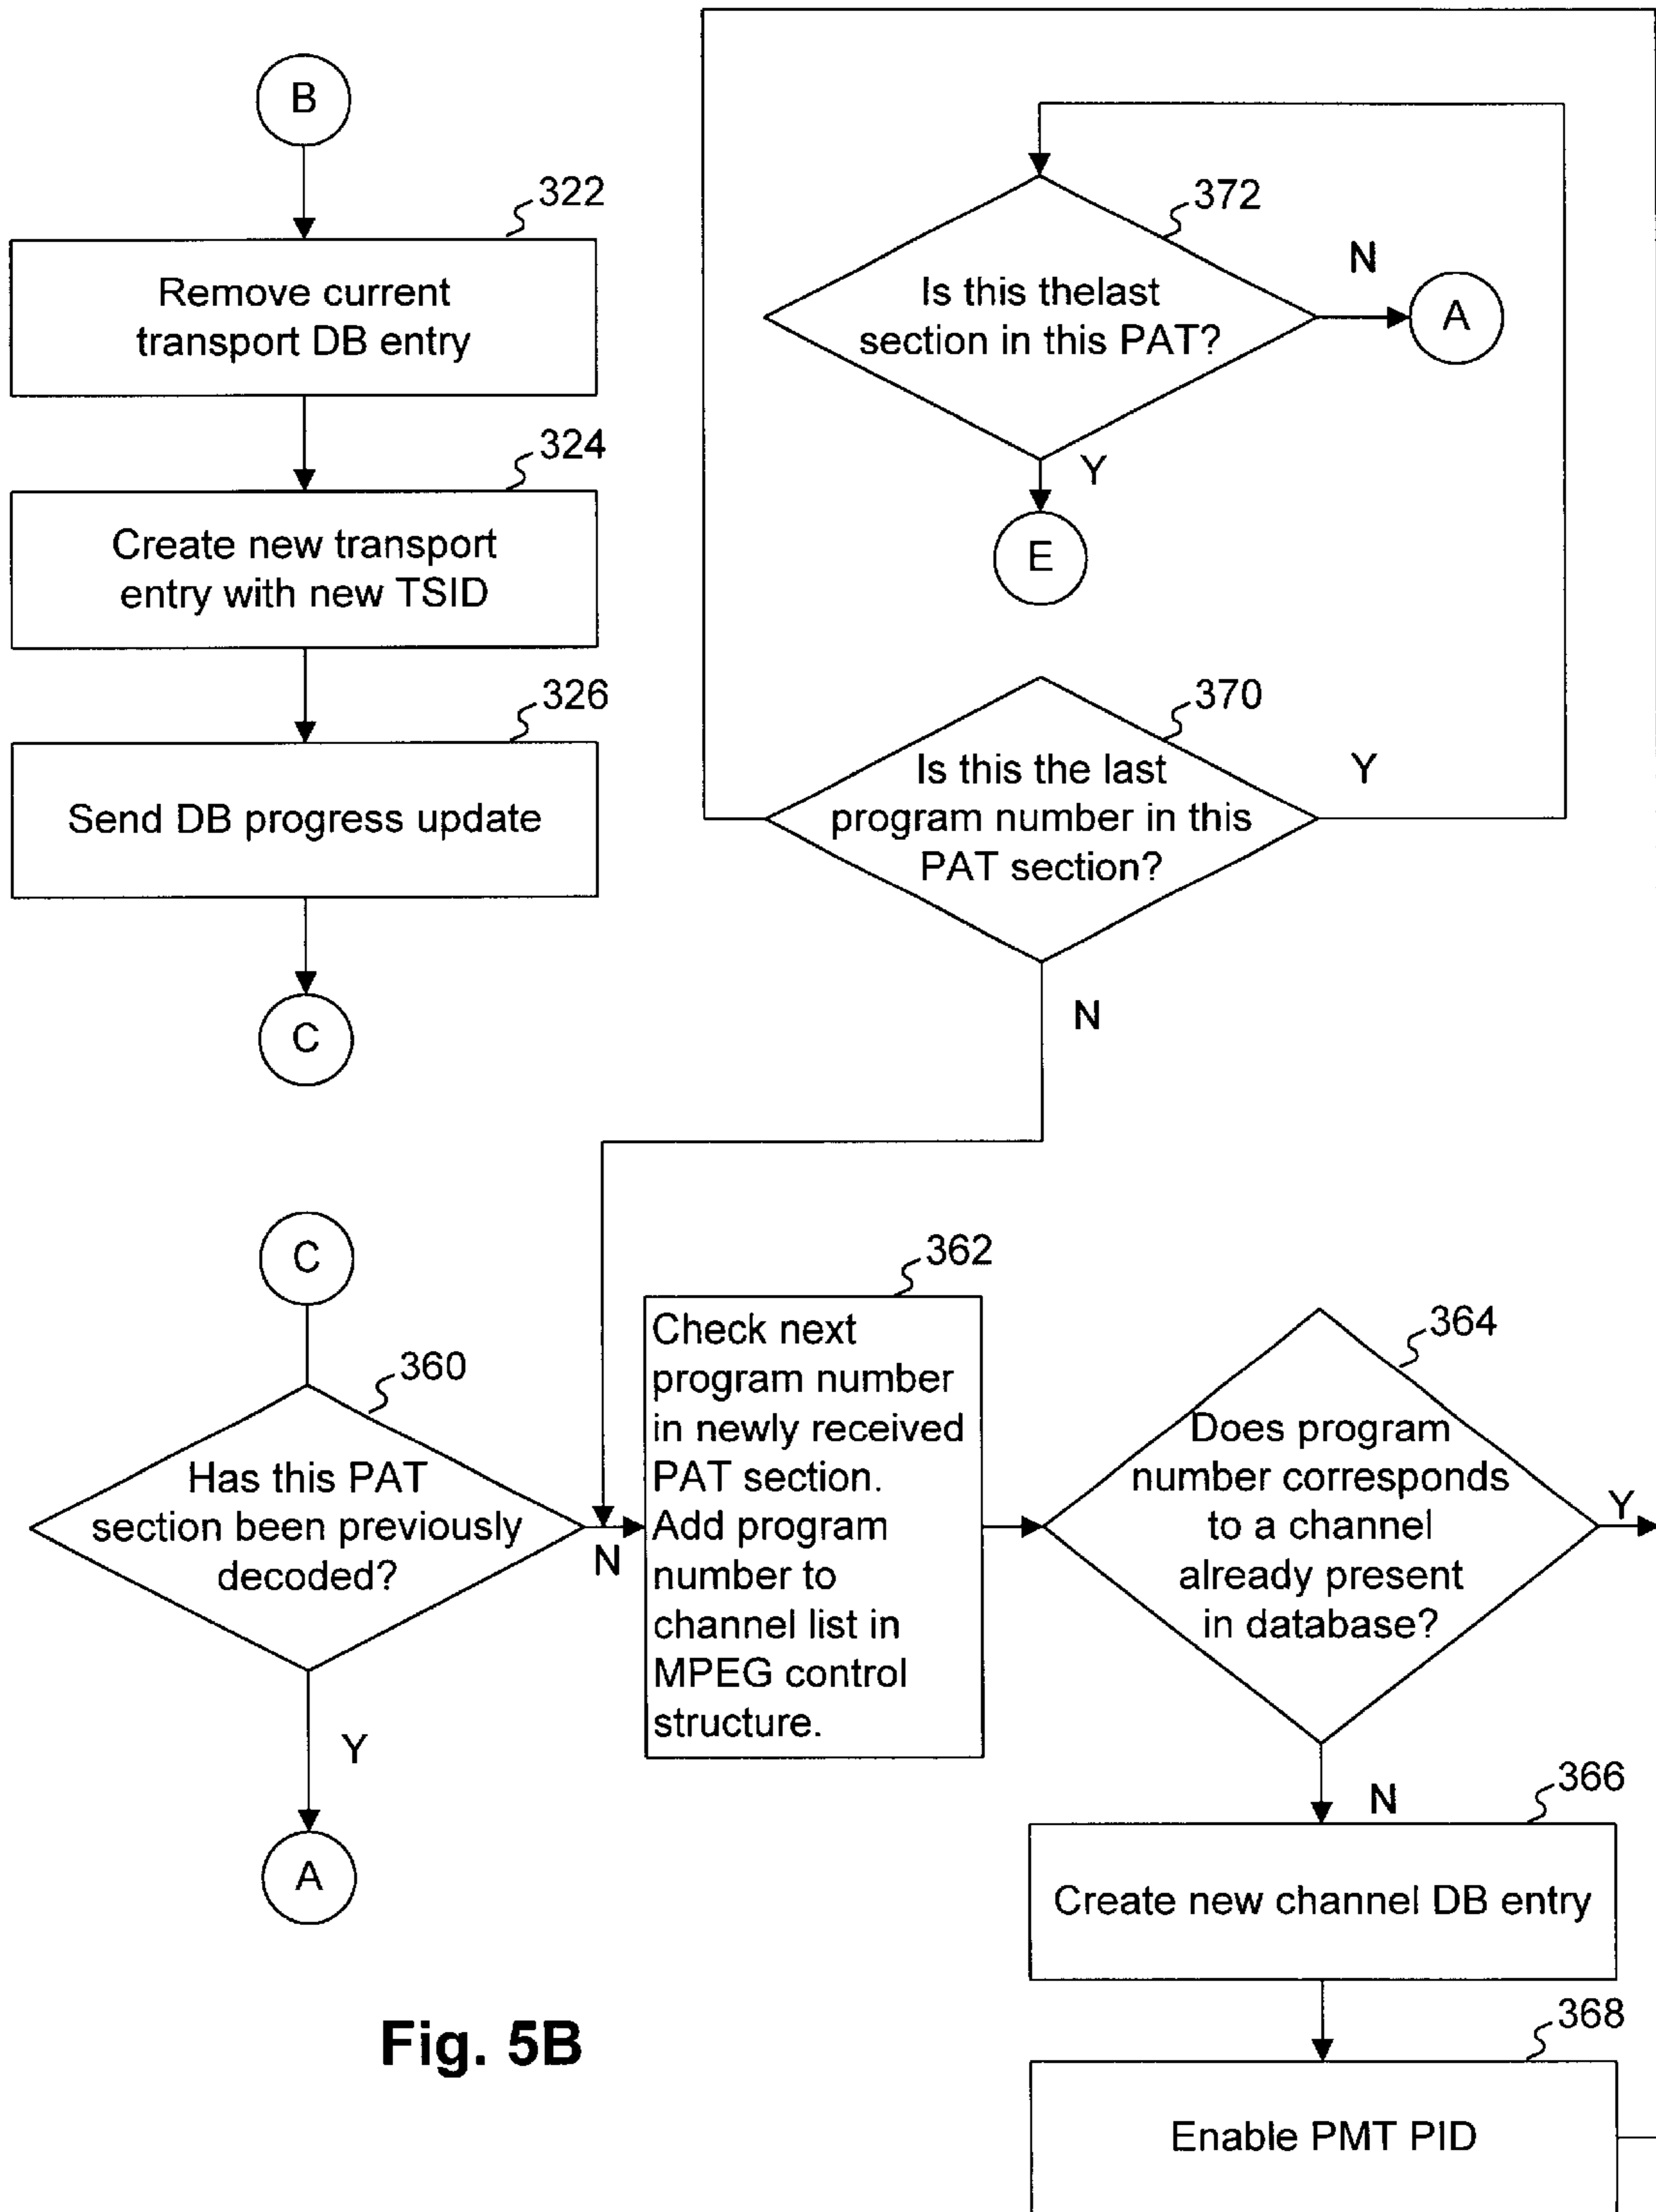 B
322
Remove current
transport DB entry
324
Create new transport
entry with new TSID
326
Send DB progress update
C
372
Is this thelast
section in this PAT?
N
A
Y
E
370
Is this the last
program number in this
PAT section?
Y
N
C
360
Has this PAT
section been previously
decoded?
N
Y
A
362
Check next
program number
in newly received
PAT section.
Add program
number to
channel list in
MPEG control
structure.
364
Does program
number corresponds
to a channel
already present
in database?
Y
N
366
Create new channel DB entry
368
Enable PMT PID
Fig. 5B